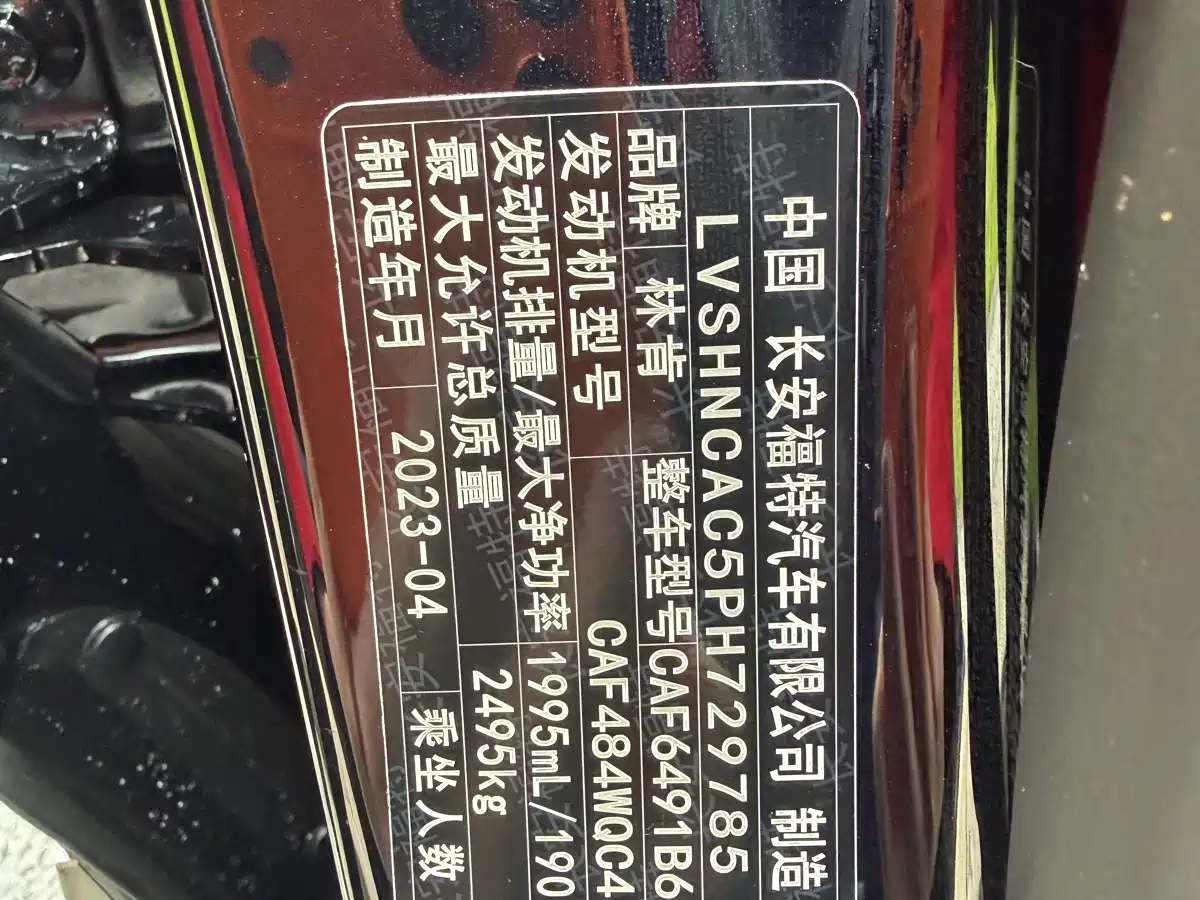 中国 长安福特汽车有限公司 制造
LVSHNCAC5PH729785
品牌 林肯 整车型号 CAF6491B6
发动机型号 CAF484WQC4
发动机排量/最大净功率 1995mL/190
最大允许总质量 2495kg
制造年月 2023-04 乘坐人数